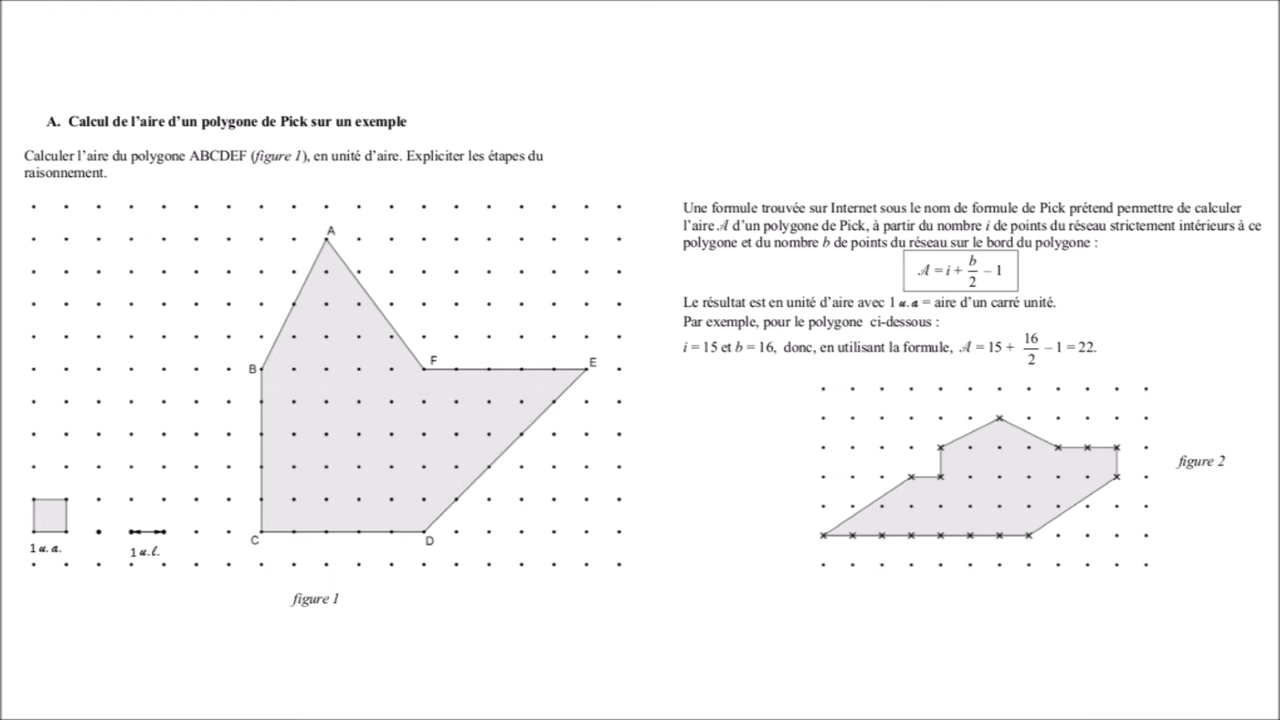 A. Calcul de l'aire d'un polygone de Pick sur un exemple
Calculer l'aire du polygone ABCDEF (figure 1), en unité d'aire. Expliciter les étapes du
raisonnement.
A
B
F
E
C
D
1 u.a.
1 u.l.
figure 1
Une formule trouvée sur Internet sous le nom de formule de Pick prétend permettre de calculer
l'aire 𝒜 d'un polygone de Pick, à partir du nombre i de points du réseau strictement intérieurs à ce
polygone et du nombre b de points du réseau sur le bord du polygone :
𝒜 = i + b/2 – 1
Le résultat est en unité d'aire avec 1 u.a = aire d'un carré unité.
Par exemple, pour le polygone ci-dessous :
i = 15 et b = 16, donc, en utilisant la formule, 𝒜 = 15 + 16/2 – 1 = 22.
figure 2